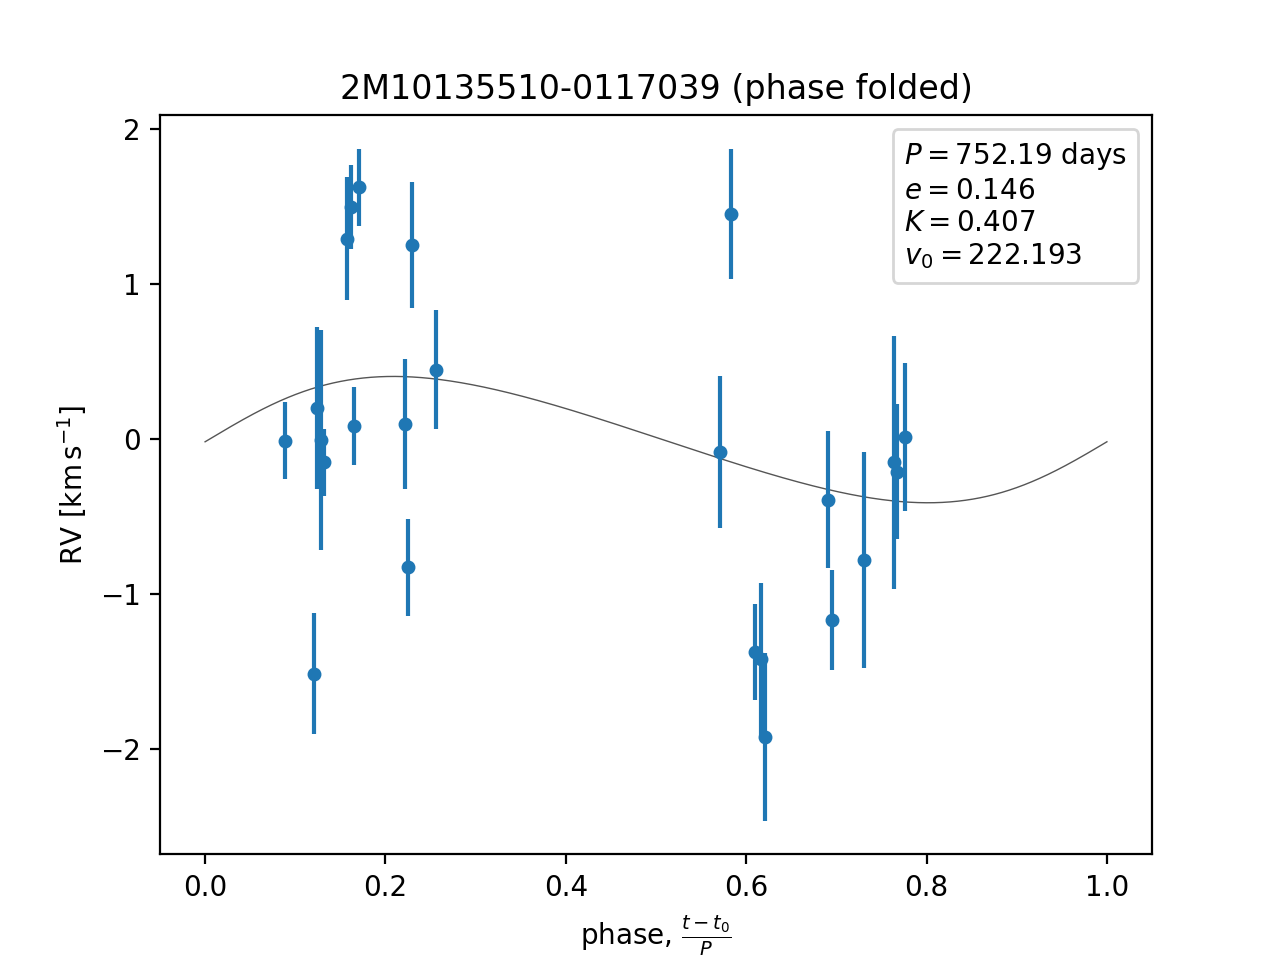 2M10135510-0117039 (phase folded)
P = 752.19 days
e = 0.146
K = 0.407
v₀ = 222.193
2
1
0
−1
−2
RV [km s⁻¹]
0.0 0.2 0.4 0.6 0.8 1.0
phase, (t − t₀)/P